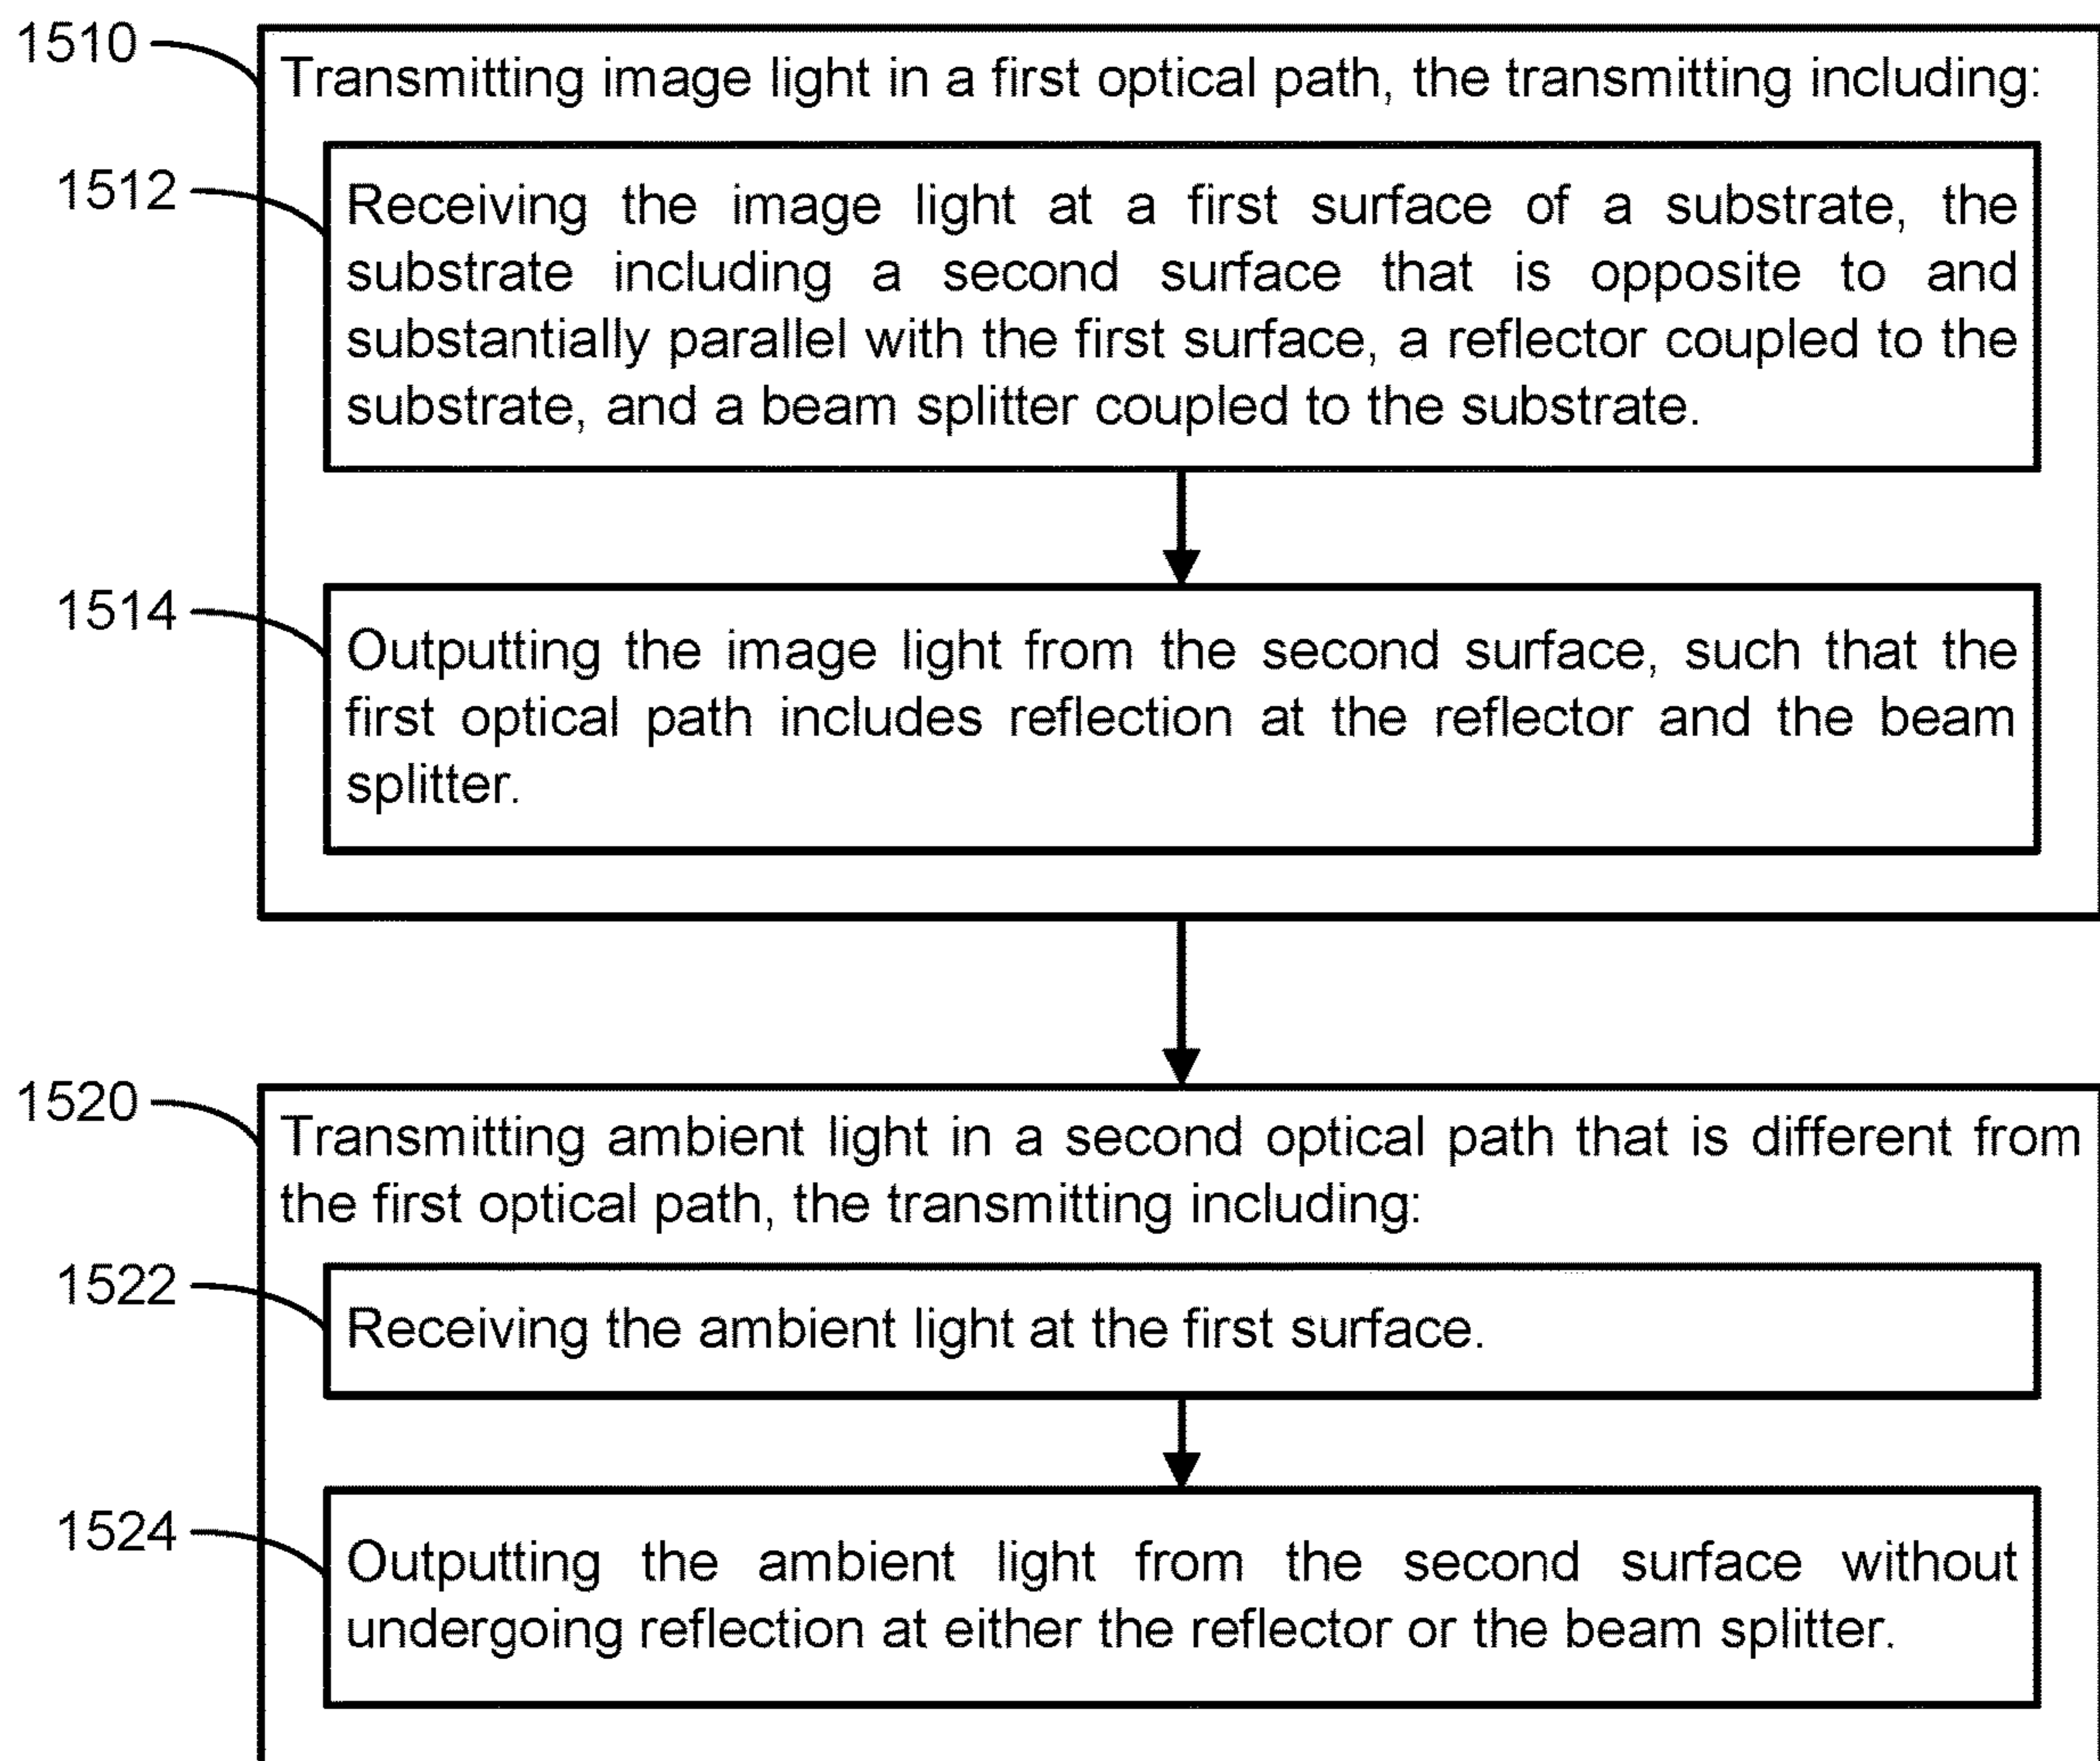 1510
Transmitting image light in a first optical path, the transmitting including:
1512
Receiving the image light at a first surface of a substrate, the
substrate including a second surface that is opposite to and
substantially parallel with the first surface, a reflector coupled to the
substrate, and a beam splitter coupled to the substrate.
1514
Outputting the image light from the second surface, such that the
first optical path includes reflection at the reflector and the beam
splitter.
1520
Transmitting ambient light in a second optical path that is different from
the first optical path, the transmitting including:
1522
Receiving the ambient light at the first surface.
1524
Outputting the ambient light from the second surface without
undergoing reflection at either the reflector or the beam splitter.